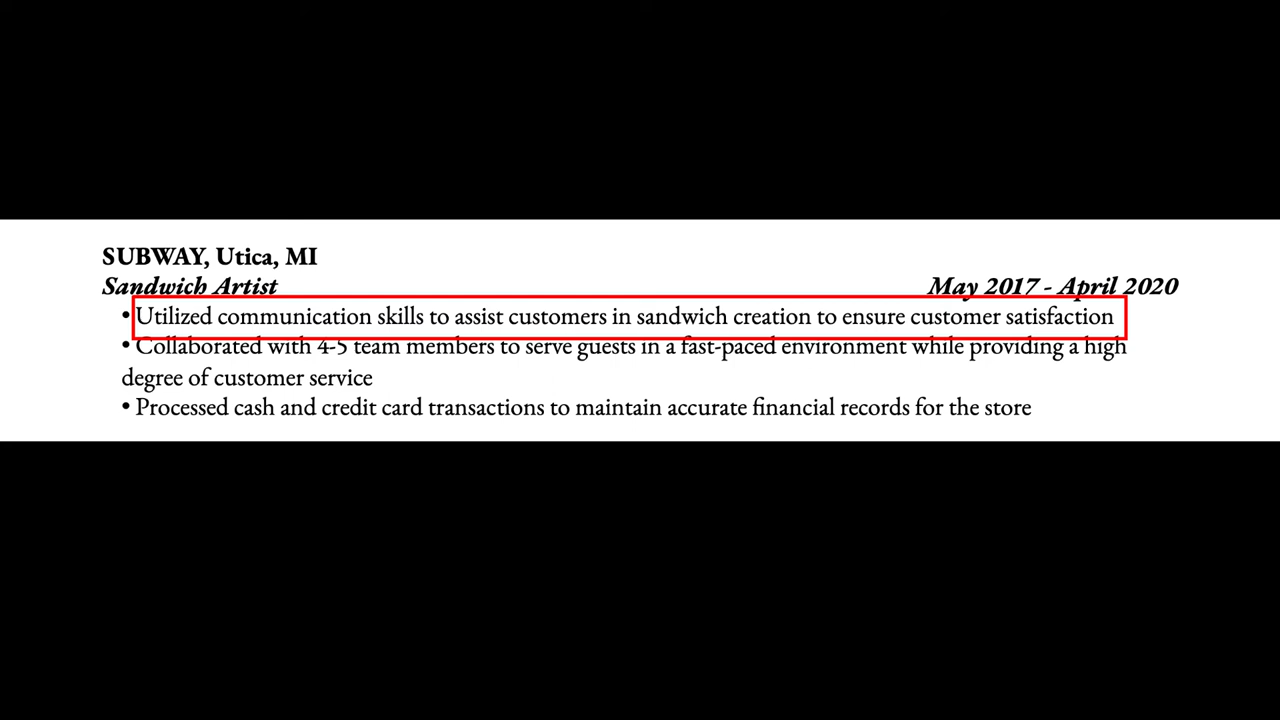 SUBWAY, Utica, MI
Sandwich Artist May 2017 - April 2020
• Utilized communication skills to assist customers in sandwich creation to ensure customer satisfaction
• Collaborated with 4-5 team members to serve guests in a fast-paced environment while providing a high
degree of customer service
• Processed cash and credit card transactions to maintain accurate financial records for the store